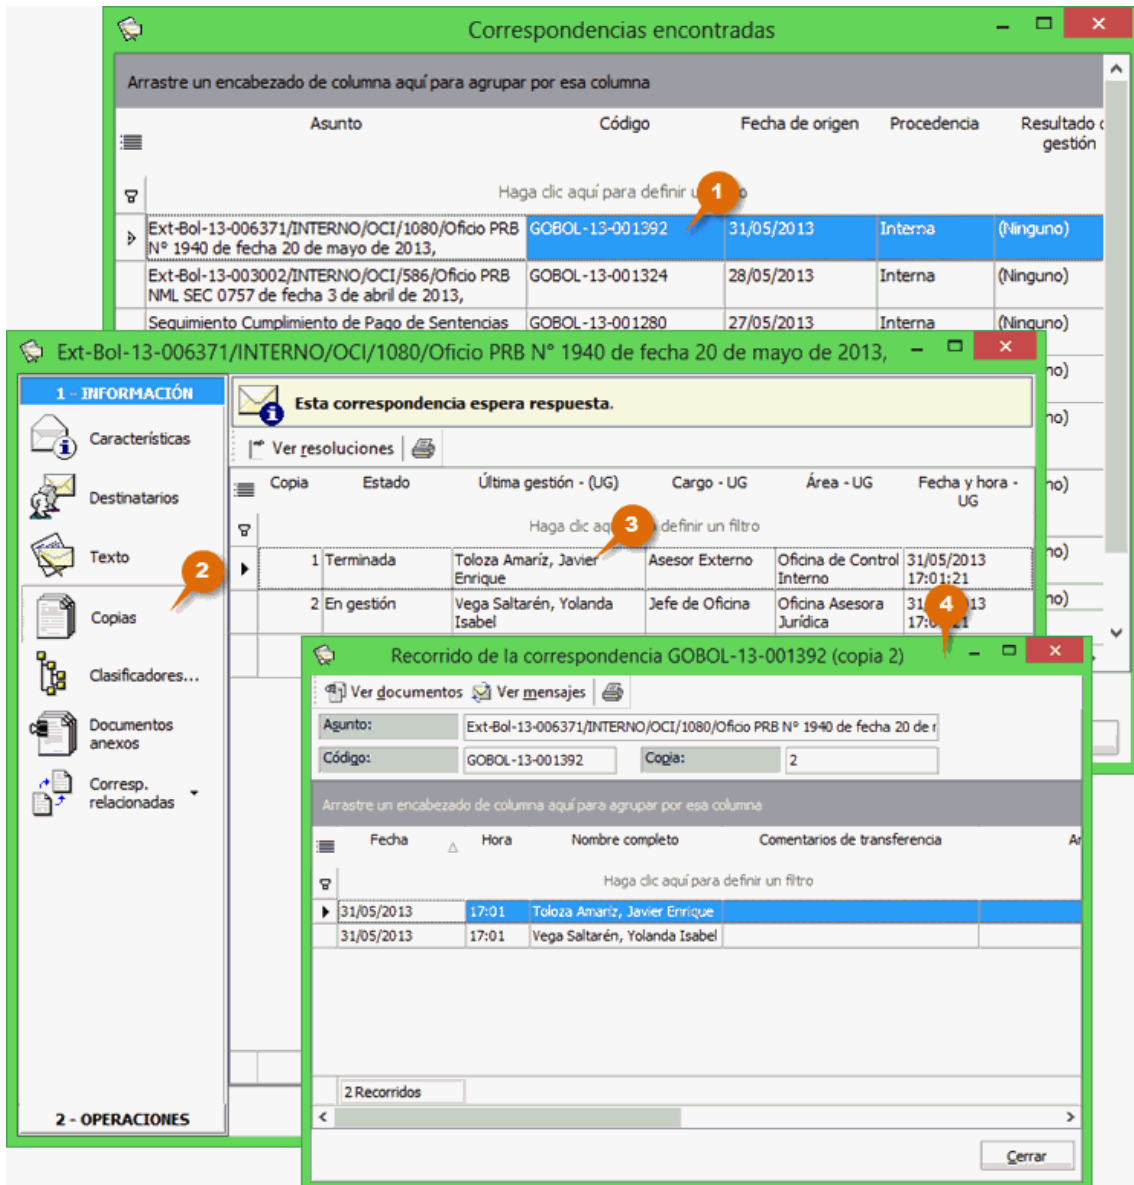 Correspondencias encontradas
Arrastre un encabezado de columna aquí para agrupar por esa columna
Asunto Código Fecha de origen Procedencia Resultado
gestión
Haga clic aquí para definir
1
Ext-Bol-13-006371/INTERNO/OCI/1080/Oficio PRB GOBOL-13-001392 31/05/2013 Interna (Ninguno)
Nº 1940 de fecha 20 de mayo de 2013,
Ext-Bol-13-003002/INTERNO/OCI/586/Oficio PRB GOBOL-13-001324 28/05/2013 Interna (Ninguno)
NML SEC 0757 de fecha 3 de abril de 2013,
Seguimiento Cumplimiento de Pago de Sentencias GOBOL-13-001280 27/05/2013 Interna (Ninguno)
Ext-Bol-13-006371/INTERNO/OCI/1080/Oficio PRB Nº 1940 de fecha 20 de mayo de 2013,
1 - INFORMACIÓN
Características
Destinatarios
Texto
2
Copias
Clasificadores...
Documentos
anexos
Corresp.
relacionadas
2 - OPERACIONES
Esta correspondencia espera respuesta.
Ver resoluciones
Copia Estado Última gestión - (UG) Cargo - UG Área - UG Fecha y hora -
UG
Haga clic definir un filtro
3
1 Terminada Toloza Amaríz, Javier Asesor Externo Oficina de Control 31/05/2013
Enrique Interno 17:01:21
2 En gestión Vega Saltarén, Yolanda Jefe de Oficina Oficina Asesora
Isabel Jurídica
4
Recorrido de la correspondencia GOBOL-13-001392 (copia 2)
Ver documentos Ver mensajes
Asunto: Ext-Bol-13-006371/INTERNO/OCI/1080/Oficio PRB Nº 1940 de fecha 20 de
Código: GOBOL-13-001392 Copia: 2
Arrastre un encabezado de columna aquí para agrupar por esa columna
Fecha Hora Nombre completo Comentarios de transferencia
Haga clic aquí para definir un filtro
31/05/2013 17:01 Toloza Amaríz, Javier Enrique
31/05/2013 17:01 Vega Saltarén, Yolanda Isabel
2 Recorridos
Cerrar